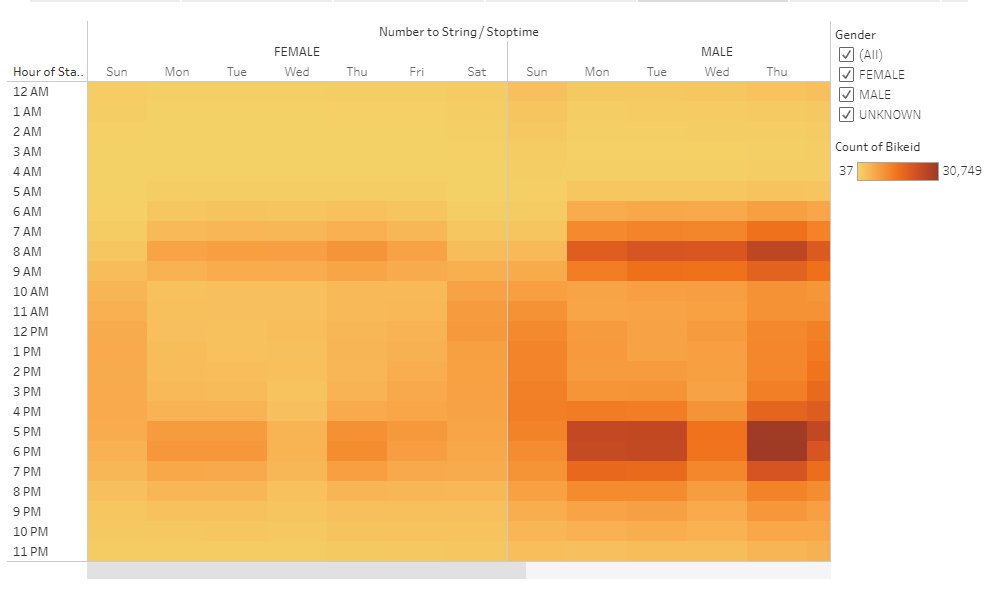 Number to String / Stoptime
FEMALE MALE
Hour of Sta.. Sun Mon Tue Wed Thu Fri Sat Sun Mon Tue Wed Thu
12 AM
1 AM
2 AM
3 AM
4 AM
5 AM
6 AM
7 AM
8 AM
9 AM
10 AM
11 AM
12 PM
1 PM
2 PM
3 PM
4 PM
5 PM
6 PM
7 PM
8 PM
9 PM
10 PM
11 PM
Gender
(All)
FEMALE
MALE
UNKNOWN
Count of Bikeid
37 30,749